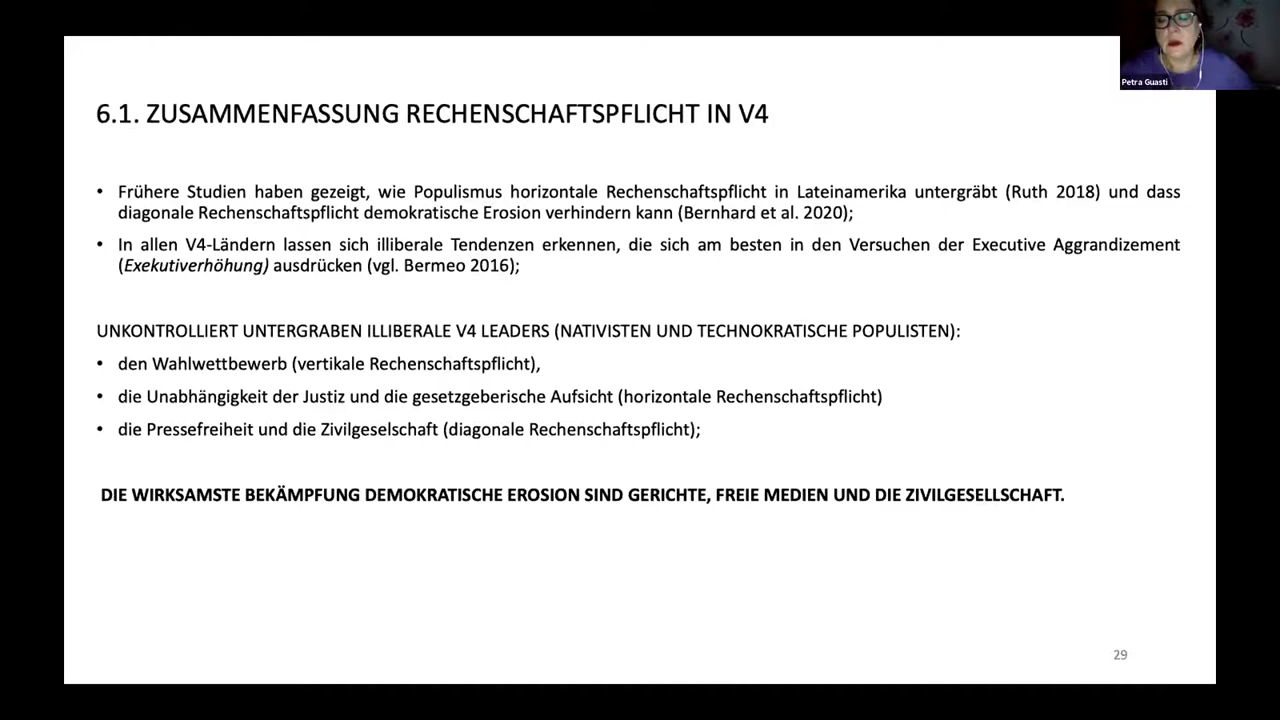 Petra Guasti
6.1. ZUSAMMENFASSUNG RECHENSCHAFTSPFLICHT IN V4
• Frühere Studien haben gezeigt, wie Populismus horizontale Rechenschaftspflicht in Lateinamerika untergräbt (Ruth 2018) und dass
diagonale Rechenschaftspflicht demokratische Erosion verhindern kann (Bernhard et al. 2020);
• In allen V4-Ländern lassen sich illiberale Tendenzen erkennen, die sich am besten in den Versuchen der Executive Aggrandizement
(Exekutiverhöhung) ausdrücken (vgl. Bermeo 2016);
UNKONTROLLIERT UNTERGRABEN ILLIBERALE V4 LEADERS (NATIVISTEN UND TECHNOKRATISCHE POPULISTEN):
• den Wahlwettbewerb (vertikale Rechenschaftspflicht),
• die Unabhängigkeit der Justiz und die gesetzgeberische Aufsicht (horizontale Rechenschaftspflicht)
• die Pressefreiheit und die Zivilgeselschaft (diagonale Rechenschaftspflicht);
DIE WIRKSAMSTE BEKÄMPFUNG DEMOKRATISCHE EROSION SIND GERICHTE, FREIE MEDIEN UND DIE ZIVILGESELLSCHAFT.
29